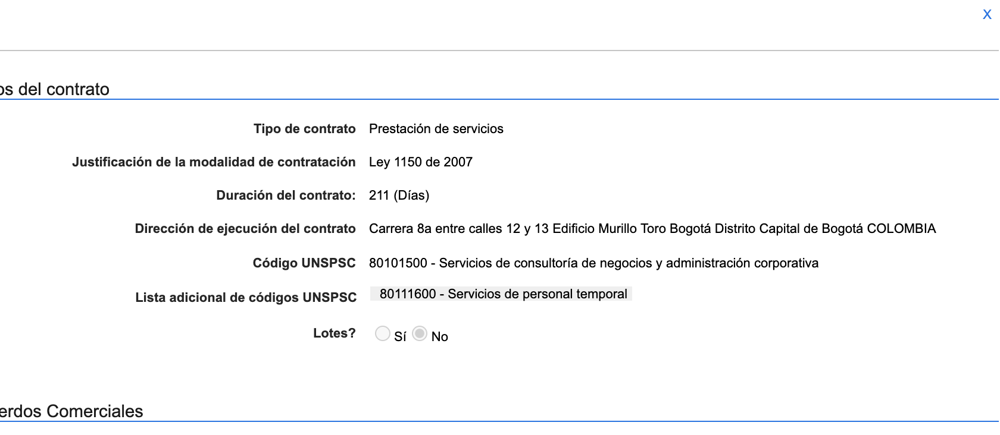 X
os del contrato
Tipo de contrato Prestación de servicios
Justificación de la modalidad de contratación Ley 1150 de 2007
Duración del contrato: 211 (Días)
Dirección de ejecución del contrato Carrera 8a entre calles 12 y 13 Edificio Murillo Toro Bogotá Distrito Capital de Bogotá COLOMBIA
Código UNSPSC 80101500 - Servicios de consultoría de negocios y administración corporativa
Lista adicional de códigos UNSPSC 80111600 - Servicios de personal temporal
Lotes? Sí No
erdos Comerciales